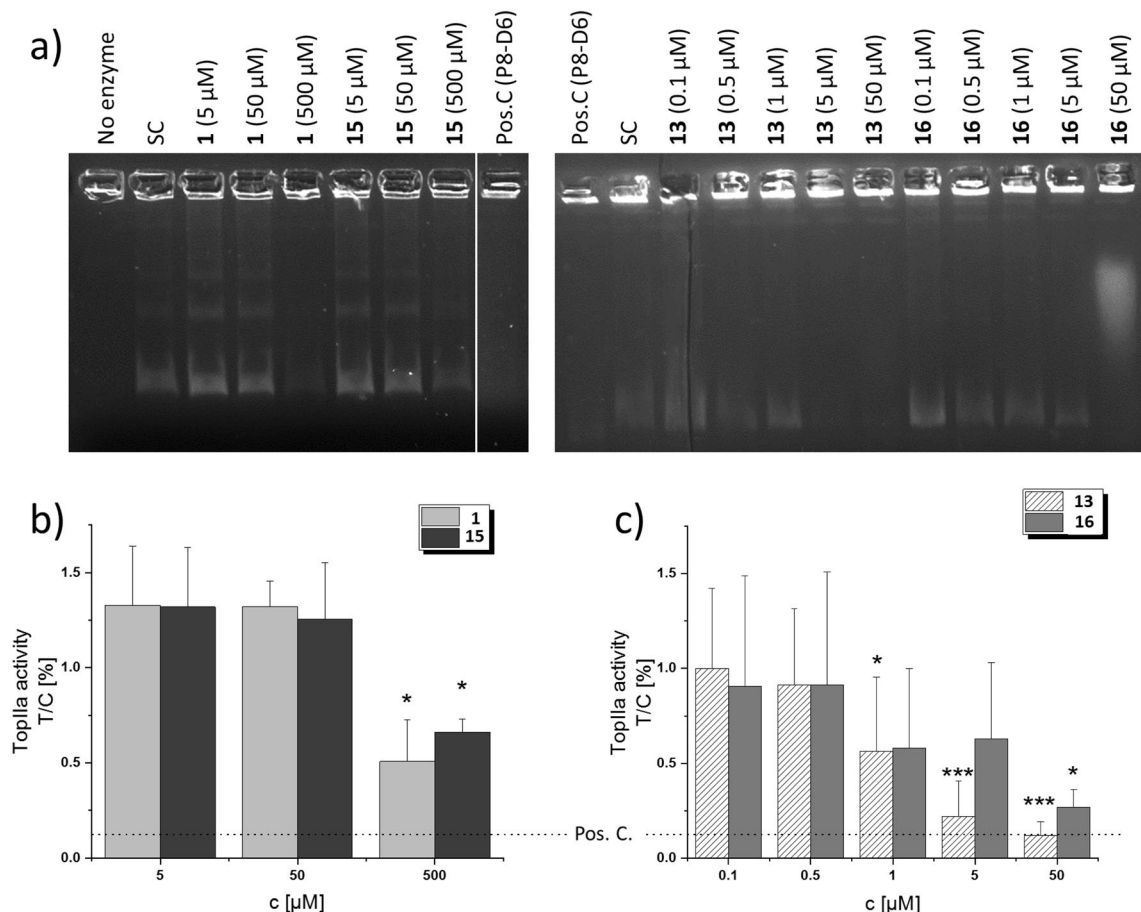 a)
No enzyme
SC
1 (5 µM)
1 (50 µM)
1 (500 µM)
15 (5 µM)
15 (50 µM)
15 (500 µM)
Pos.C (P8-D6)
Pos.C (P8-D6)
SC
13 (0.1 µM)
13 (0.5 µM)
13 (1 µM)
13 (5 µM)
13 (50 µM)
16 (0.1 µM)
16 (0.5 µM)
16 (1 µM)
16 (5 µM)
16 (50 µM)
b)
1
15
TopIIa activity
T/C [%]
1.5
1.0
0.5
0.0
*
*
5
50
500
c [µM]
Pos. C.
c)
13
16
TopIIa activity
T/C [%]
1.5
1.0
0.5
0.0
*
***
***
*
0.1
0.5
1
5
50
c [µM]